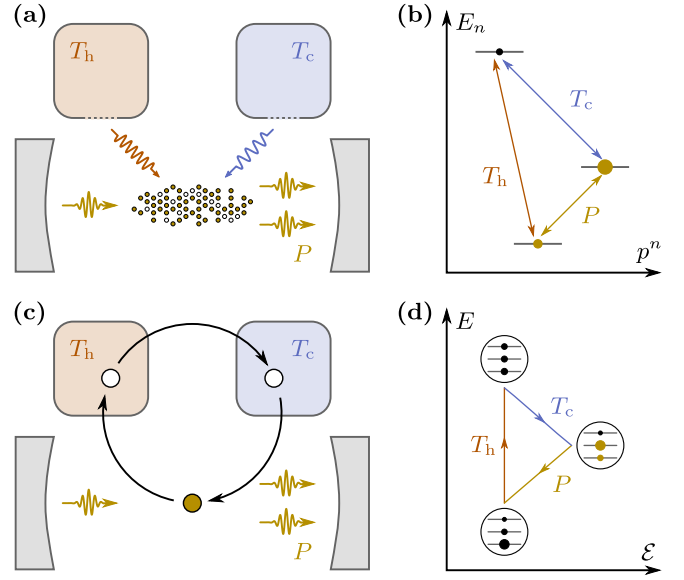 (a)
T_h
T_c
P
(b)
E_n
T_c
T_h
P
p^n
(c)
T_h
T_c
P
(d)
E
T_c
T_h
P
ℰ